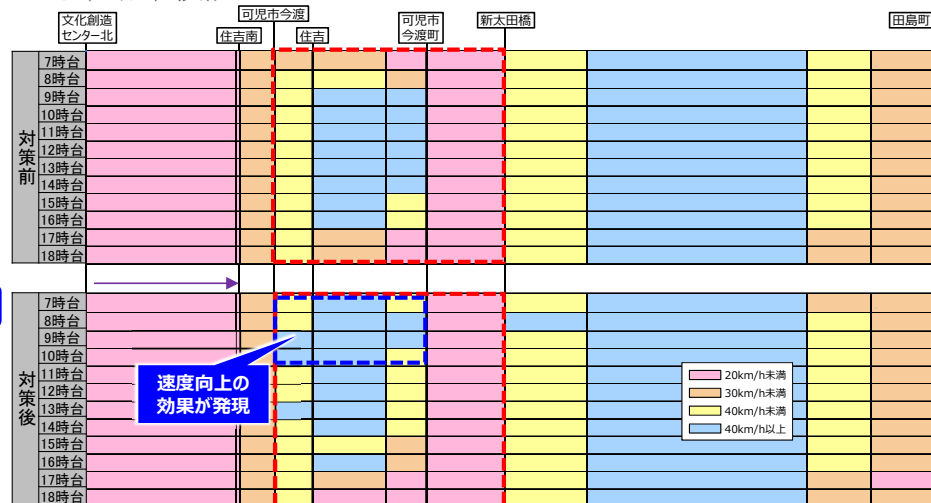 文化創造
センター北
住吉南
可児市今渡
住吉
可児市
今渡町
新太田橋
田島町
対策前
7時台
8時台
9時台
10時台
11時台
12時台
13時台
14時台
15時台
16時台
17時台
18時台
対策後
7時台
8時台
9時台
10時台
11時台
12時台
13時台
14時台
15時台
16時台
17時台
18時台
速度向上の
効果が発現
20km/h未満
30km/h未満
40km/h未満
40km/h以上